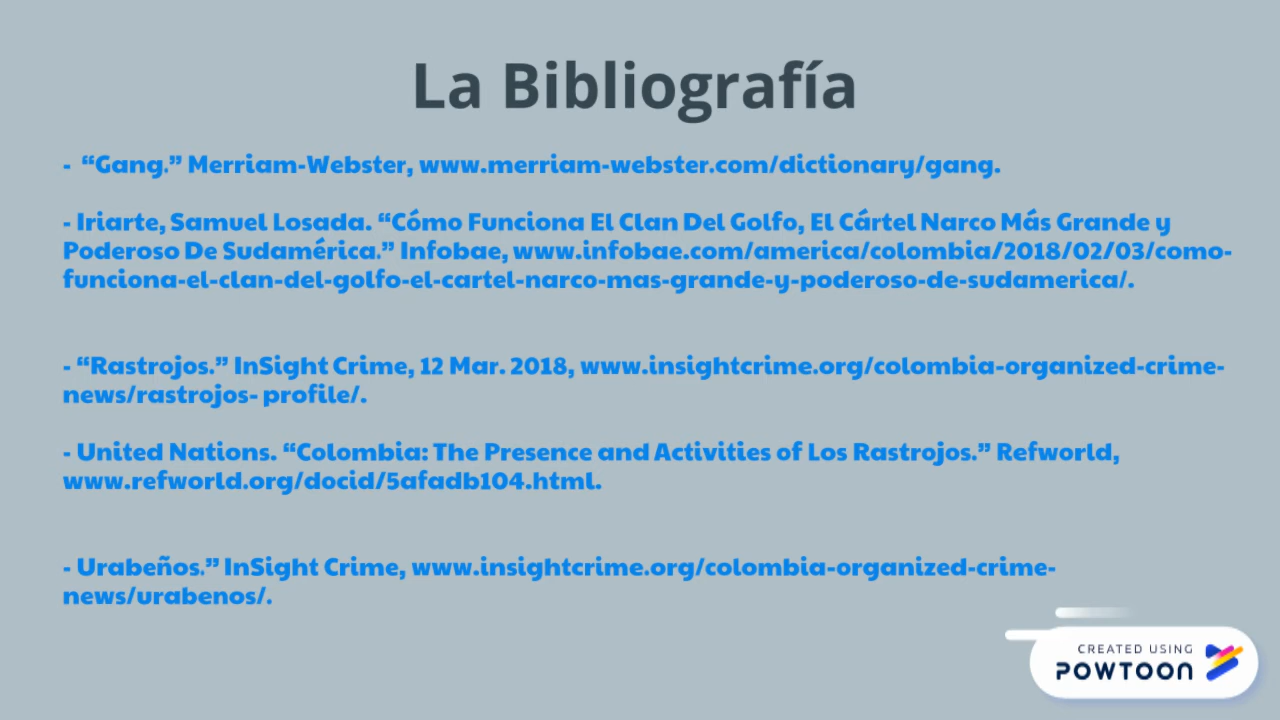 La Bibliografía
- “Gang.” Merriam-Webster, www.merriam-webster.com/dictionary/gang.
- Iriarte, Samuel Losada. “Cómo Funciona El Clan Del Golfo, El Cártel Narco Más Grande y
Poderoso De Sudamérica.” Infobae, www.infobae.com/america/colombia/2018/02/03/como-
funciona-el-clan-del-golfo-el-cartel-narco-mas-grande-y-poderoso-de-sudamerica/.
- “Rastrojos.” InSight Crime, 12 Mar. 2018, www.insightcrime.org/colombia-organized-crime-
news/rastrojos- profile/.
- United Nations. “Colombia: The Presence and Activities of Los Rastrojos.” Refworld,
www.refworld.org/docid/5afadb104.html.
- Urabeños.” InSight Crime, www.insightcrime.org/colombia-organized-crime-
news/urabenos/.
CREATED USING
POWTOON